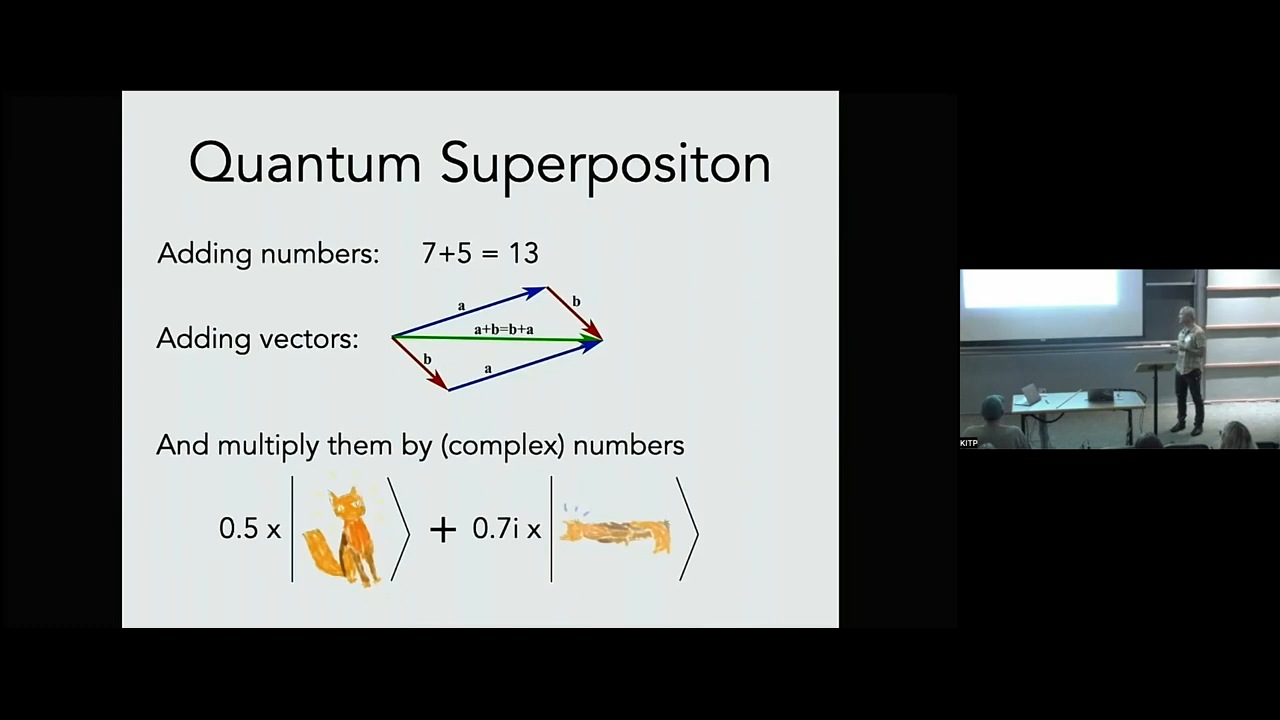 Quantum Superpositon
Adding numbers: 7+5 = 13
a
b
a+b=b+a
Adding vectors:
b
a
And multiply them by (complex) numbers
0.5 x + 0.7i x
KITP